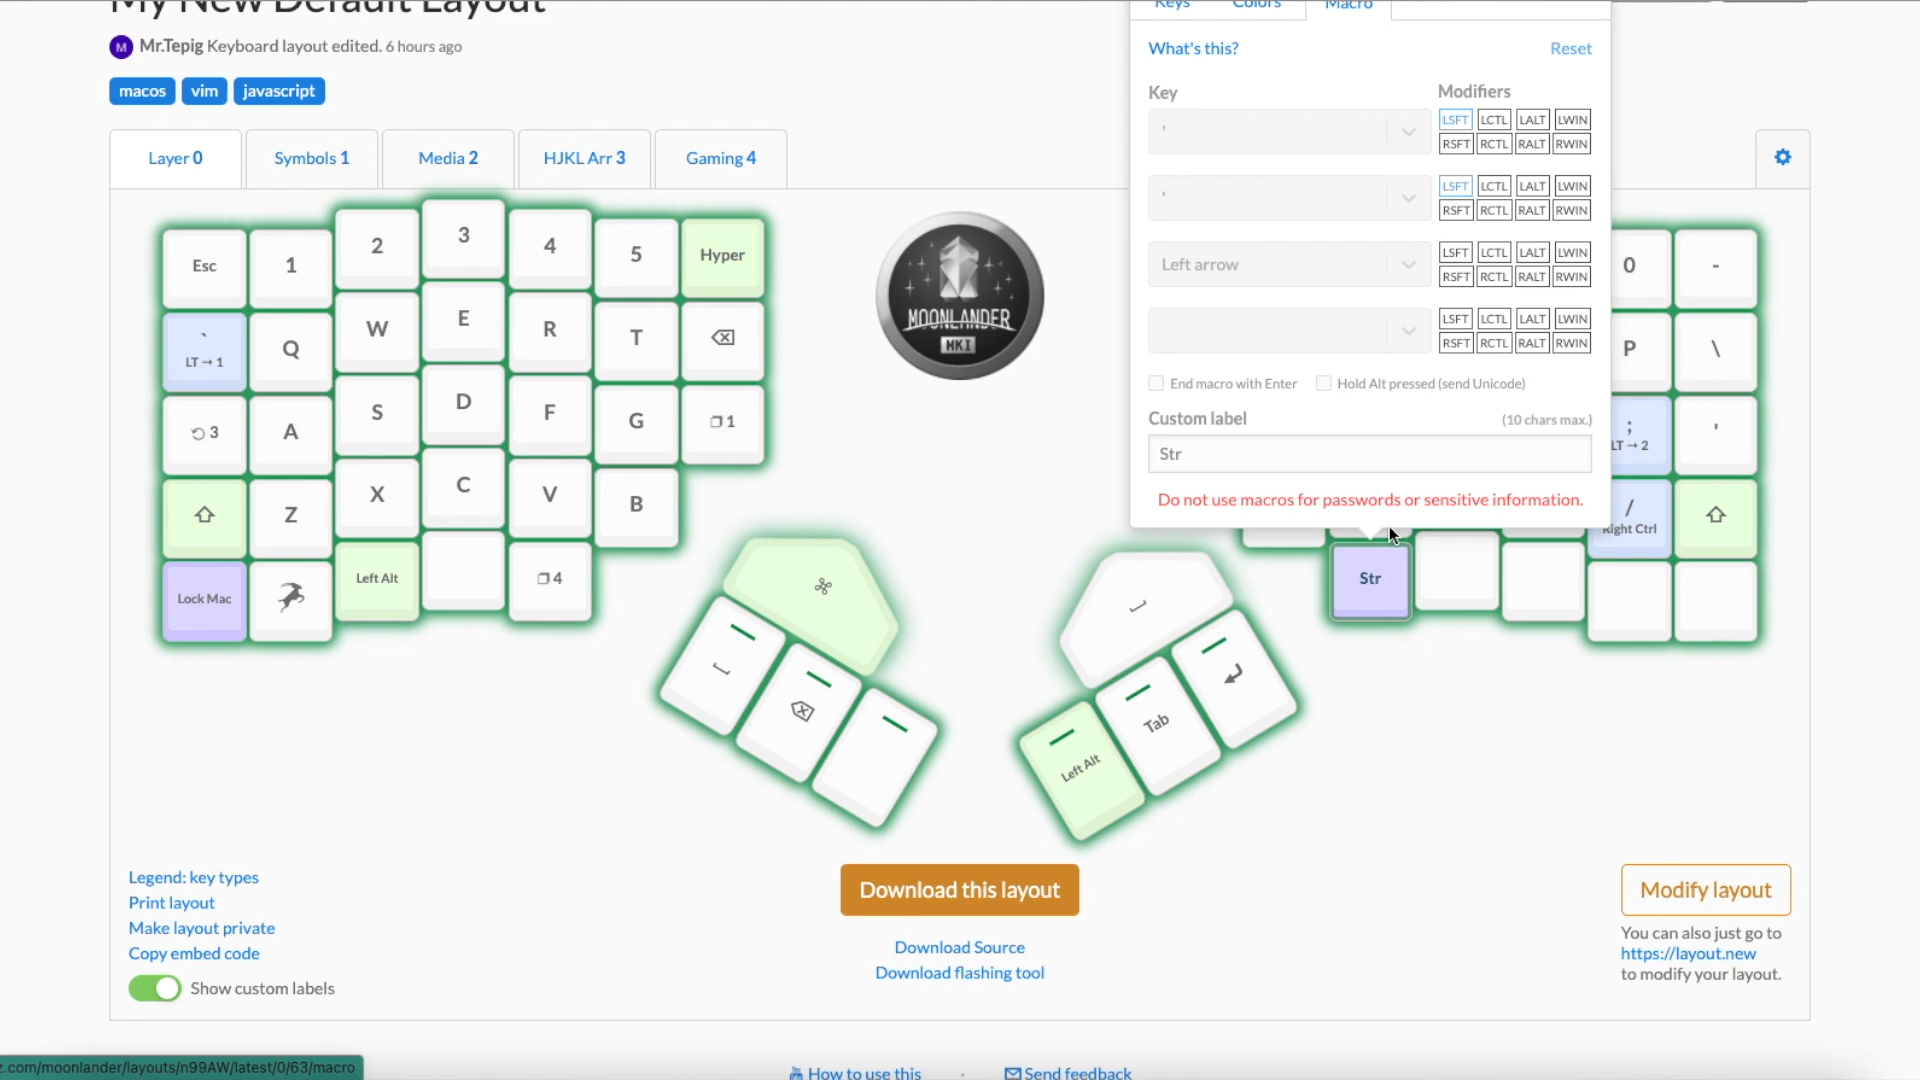 My New Default Layout
M Mr.Tepig Keyboard layout edited. 6 hours ago
macos vim javascript
Layer 0 Symbols 1 Media 2 HJKL Arr 3 Gaming 4
Keys Colors Macro
What's this? Reset
Key Modifiers
' LSFT LCTL LALT LWIN
RSFT RCTL RALT RWIN
' LSFT LCTL LALT LWIN
RSFT RCTL RALT RWIN
Left arrow LSFT LCTL LALT LWIN
RSFT RCTL RALT RWIN
LSFT LCTL LALT LWIN
RSFT RCTL RALT RWIN
End macro with Enter Hold Alt pressed (send Unicode)
Custom label (10 chars max.)
Str
Do not use macros for passwords or sensitive information.
Esc 1 2 3 4 5 Hyper
`
LT → 1 Q W E R T
3 A S D F G 1
Z X C V B
Lock Mac Left Alt 4
MOONLANDER
MKI
0 -
P \
;
LT → 2 '
/
Right Ctrl
Str
Left Alt Tab
Legend: key types
Print layout
Make layout private
Copy embed code
Show custom labels
Download this layout
Download Source
Download flashing tool
Modify layout
You can also just go to
https://layout.new
to modify your layout.
z.com/moonlander/layouts/n99AW/latest/0/63/macro
How to use this · Send feedback